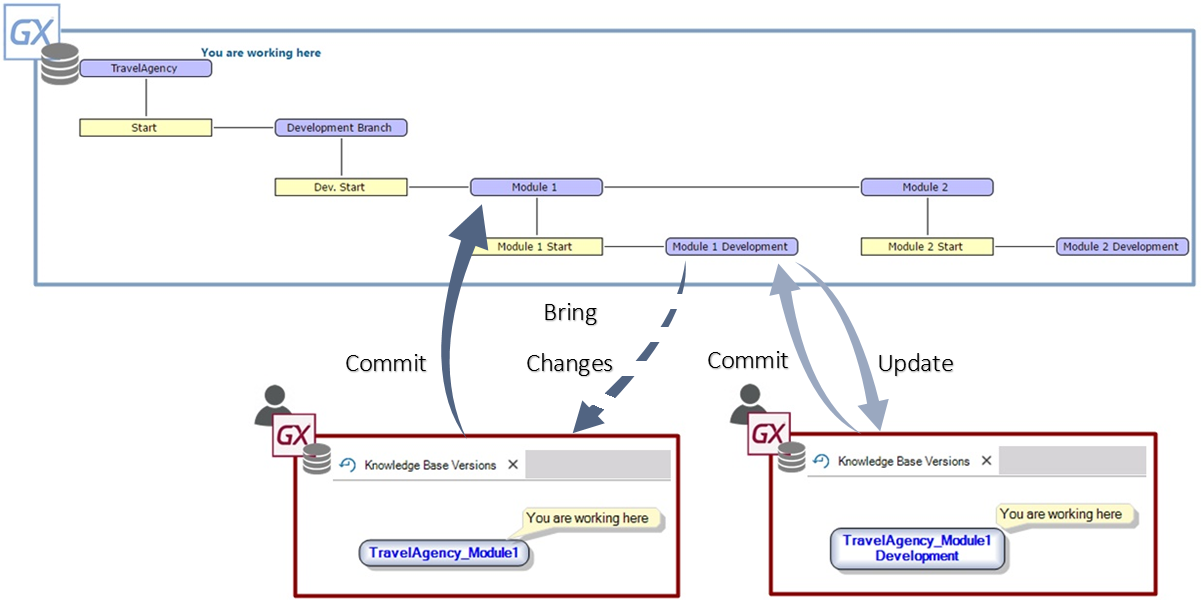 GX
You are working here
TravelAgency
Start
Development Branch
Dev. Start
Module 1
Module 2
Module 1 Start
Module 1 Development
Module 2 Start
Module 2 Development
Bring
Changes
Commit
Commit
Update
GX
Knowledge Base Versions
You are working here
TravelAgency_Module1
GX
Knowledge Base Versions
You are working here
TravelAgency_Module1
Development